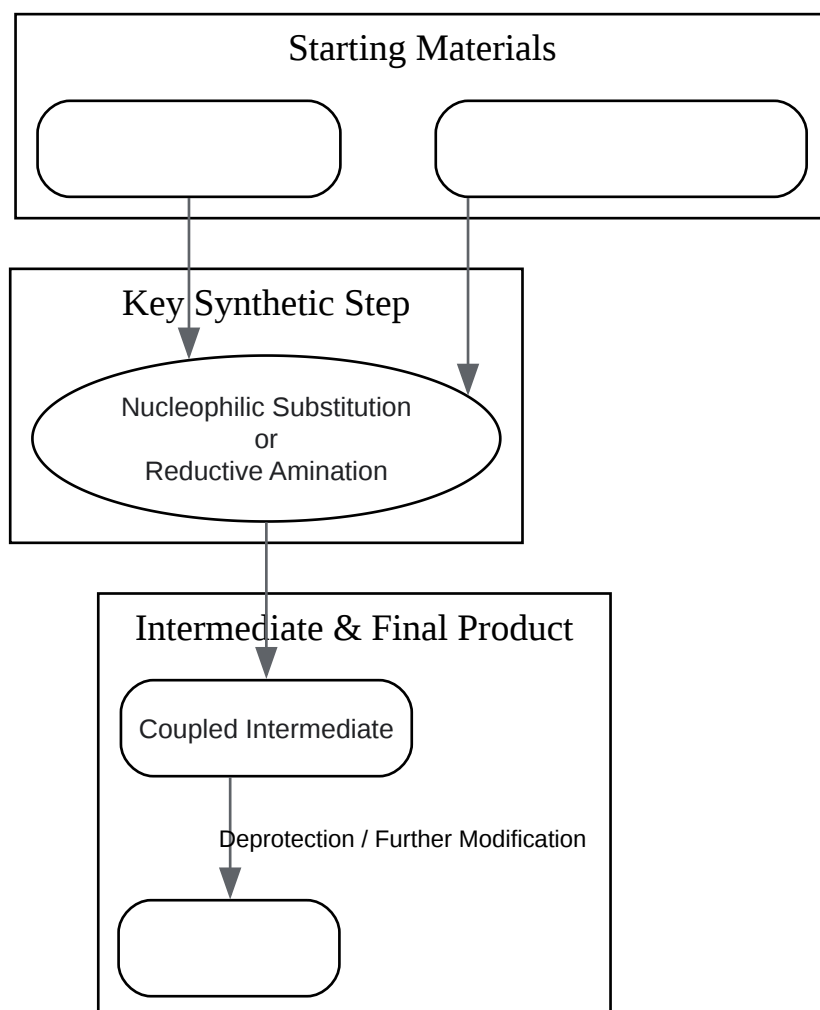 Starting Materials
Key Synthetic Step
Nucleophilic Substitution
or
Reductive Amination
Intermediate & Final Product
Coupled Intermediate
Deprotection / Further Modification